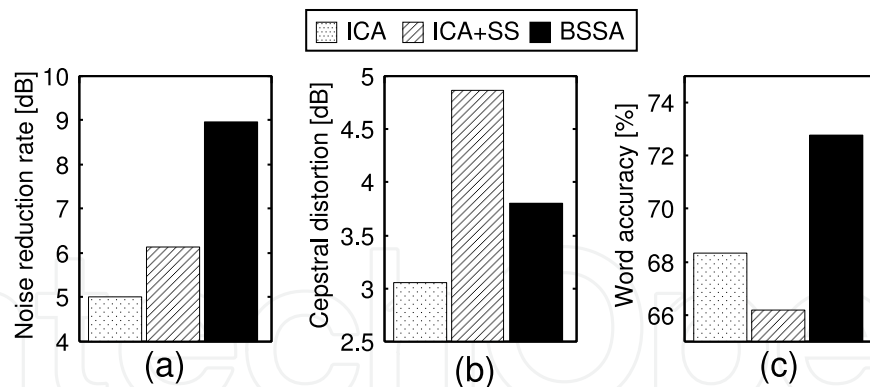 ICA ICA+SS BSSA
Noise reduction rate [dB]
10
9
8
7
6
5
4
(a)
Cepstral distortion [dB]
5
4.5
4
3.5
3
2.5
(b)
Word accuracy [%]
74
72
70
68
66
(c)